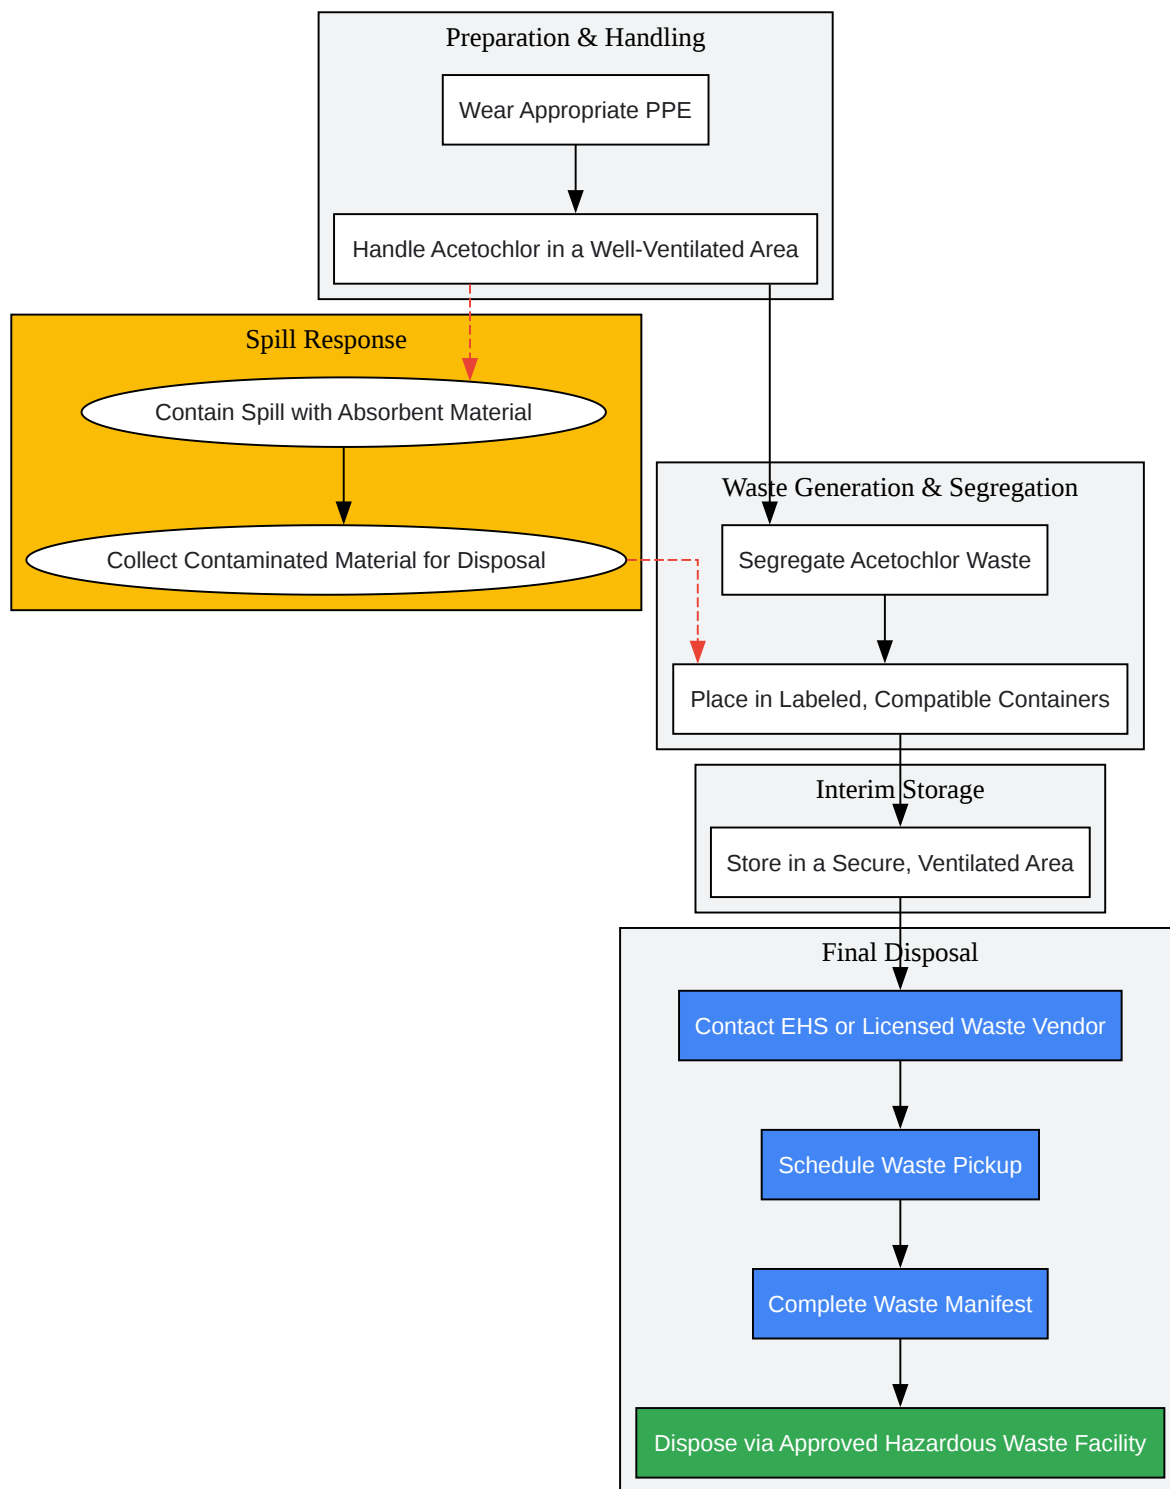 Preparation & Handling
Wear Appropriate PPE
Handle Acetochlor in a Well-Ventilated Area
Spill Response
Contain Spill with Absorbent Material
Collect Contaminated Material for Disposal
Waste Generation & Segregation
Segregate Acetochlor Waste
Place in Labeled, Compatible Containers
Interim Storage
Store in a Secure, Ventilated Area
Final Disposal
Contact EHS or Licensed Waste Vendor
Schedule Waste Pickup
Complete Waste Manifest
Dispose via Approved Hazardous Waste Facility